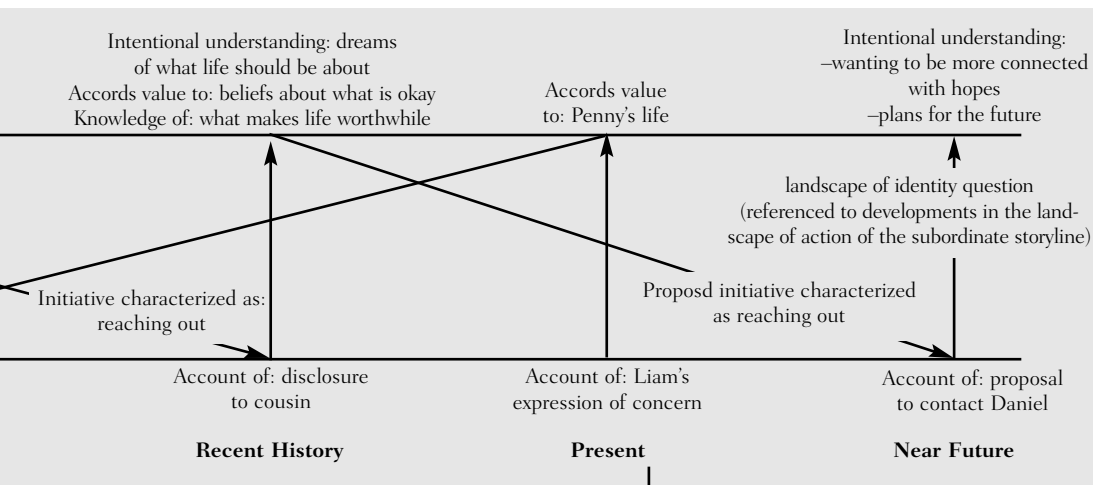 Intentional understanding: dreams
of what life should be about
Accords value to: beliefs about what is okay
Knowledge of: what makes life worthwhile
Accords value
to: Penny's life
Intentional understanding:
–wanting to be more connected
with hopes
–plans for the future
landscape of identity question
(referenced to developments in the land-
scape of action of the subordinate storyline)
Initiative characterized as:
reaching out
Proposd initiative characterized
as reaching out
Account of: disclosure
to cousin
Account of: Liam's
expression of concern
Account of: proposal
to contact Daniel
Recent History
Present
Near Future